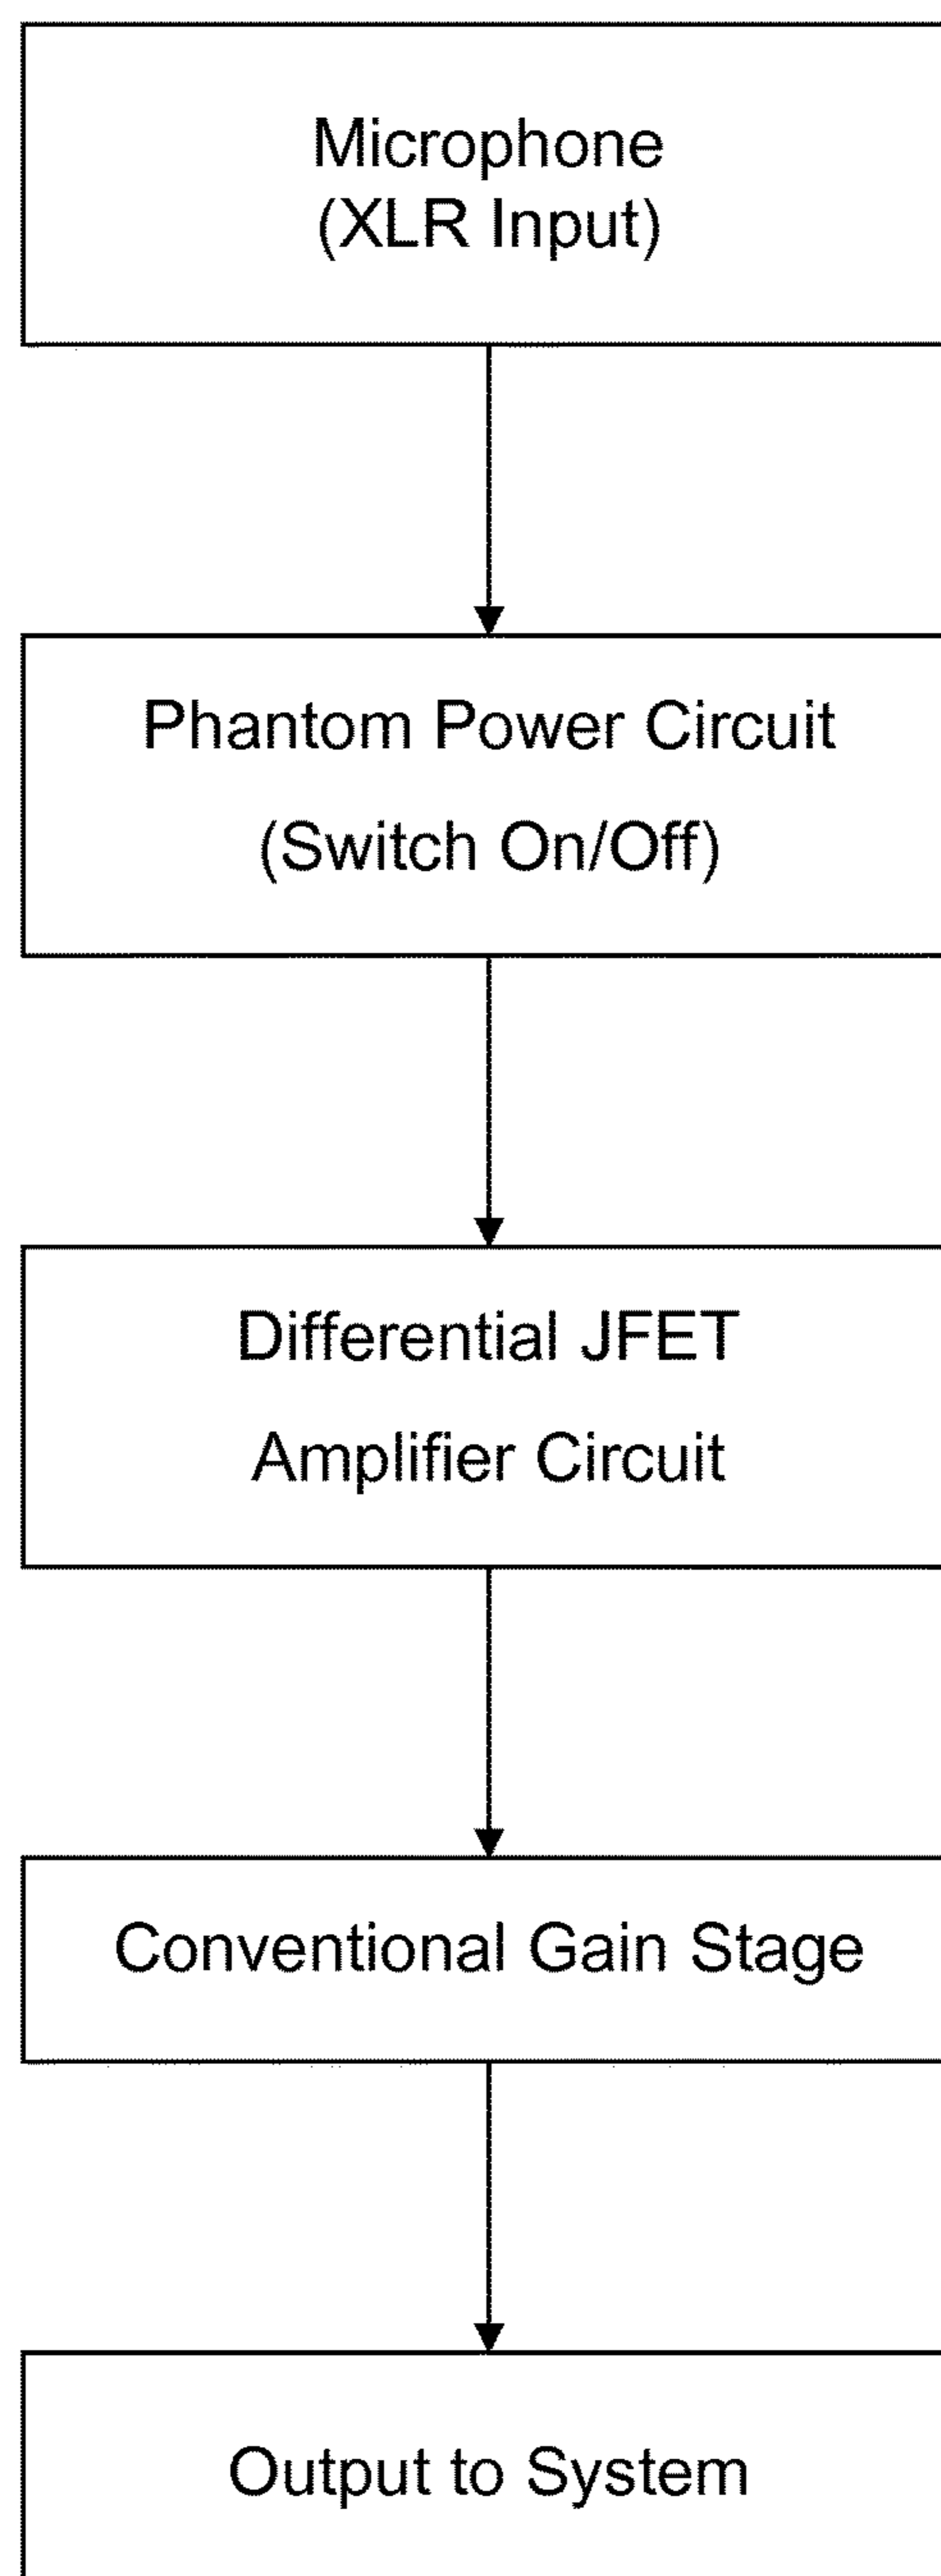 Microphone
(XLR Input)
Phantom Power Circuit
(Switch On/Off)
Differential JFET
Amplifier Circuit
Conventional Gain Stage
Output to System